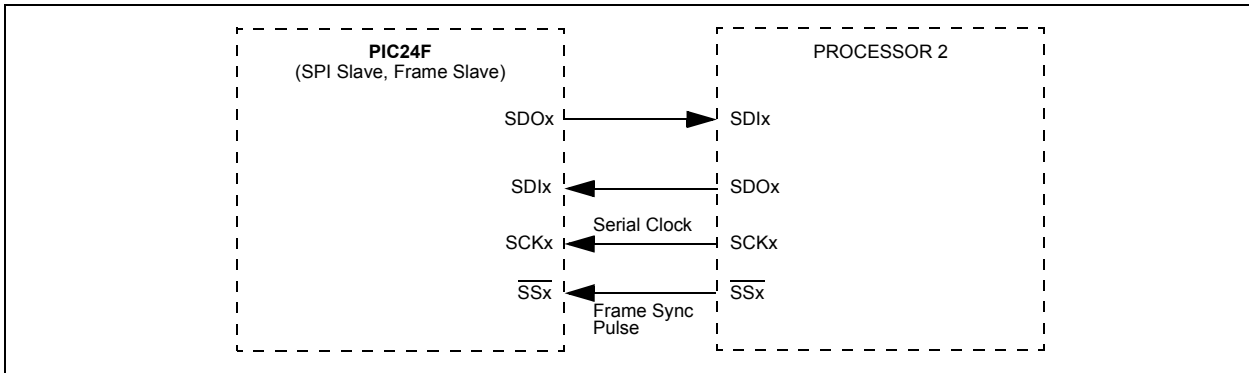 PIC24F
(SPI Slave, Frame Slave)
PROCESSOR 2
SDOx
SDIx
SDIx
SDOx
Serial Clock
SCKx
SCKx
SSx
SSx
Frame Sync
Pulse